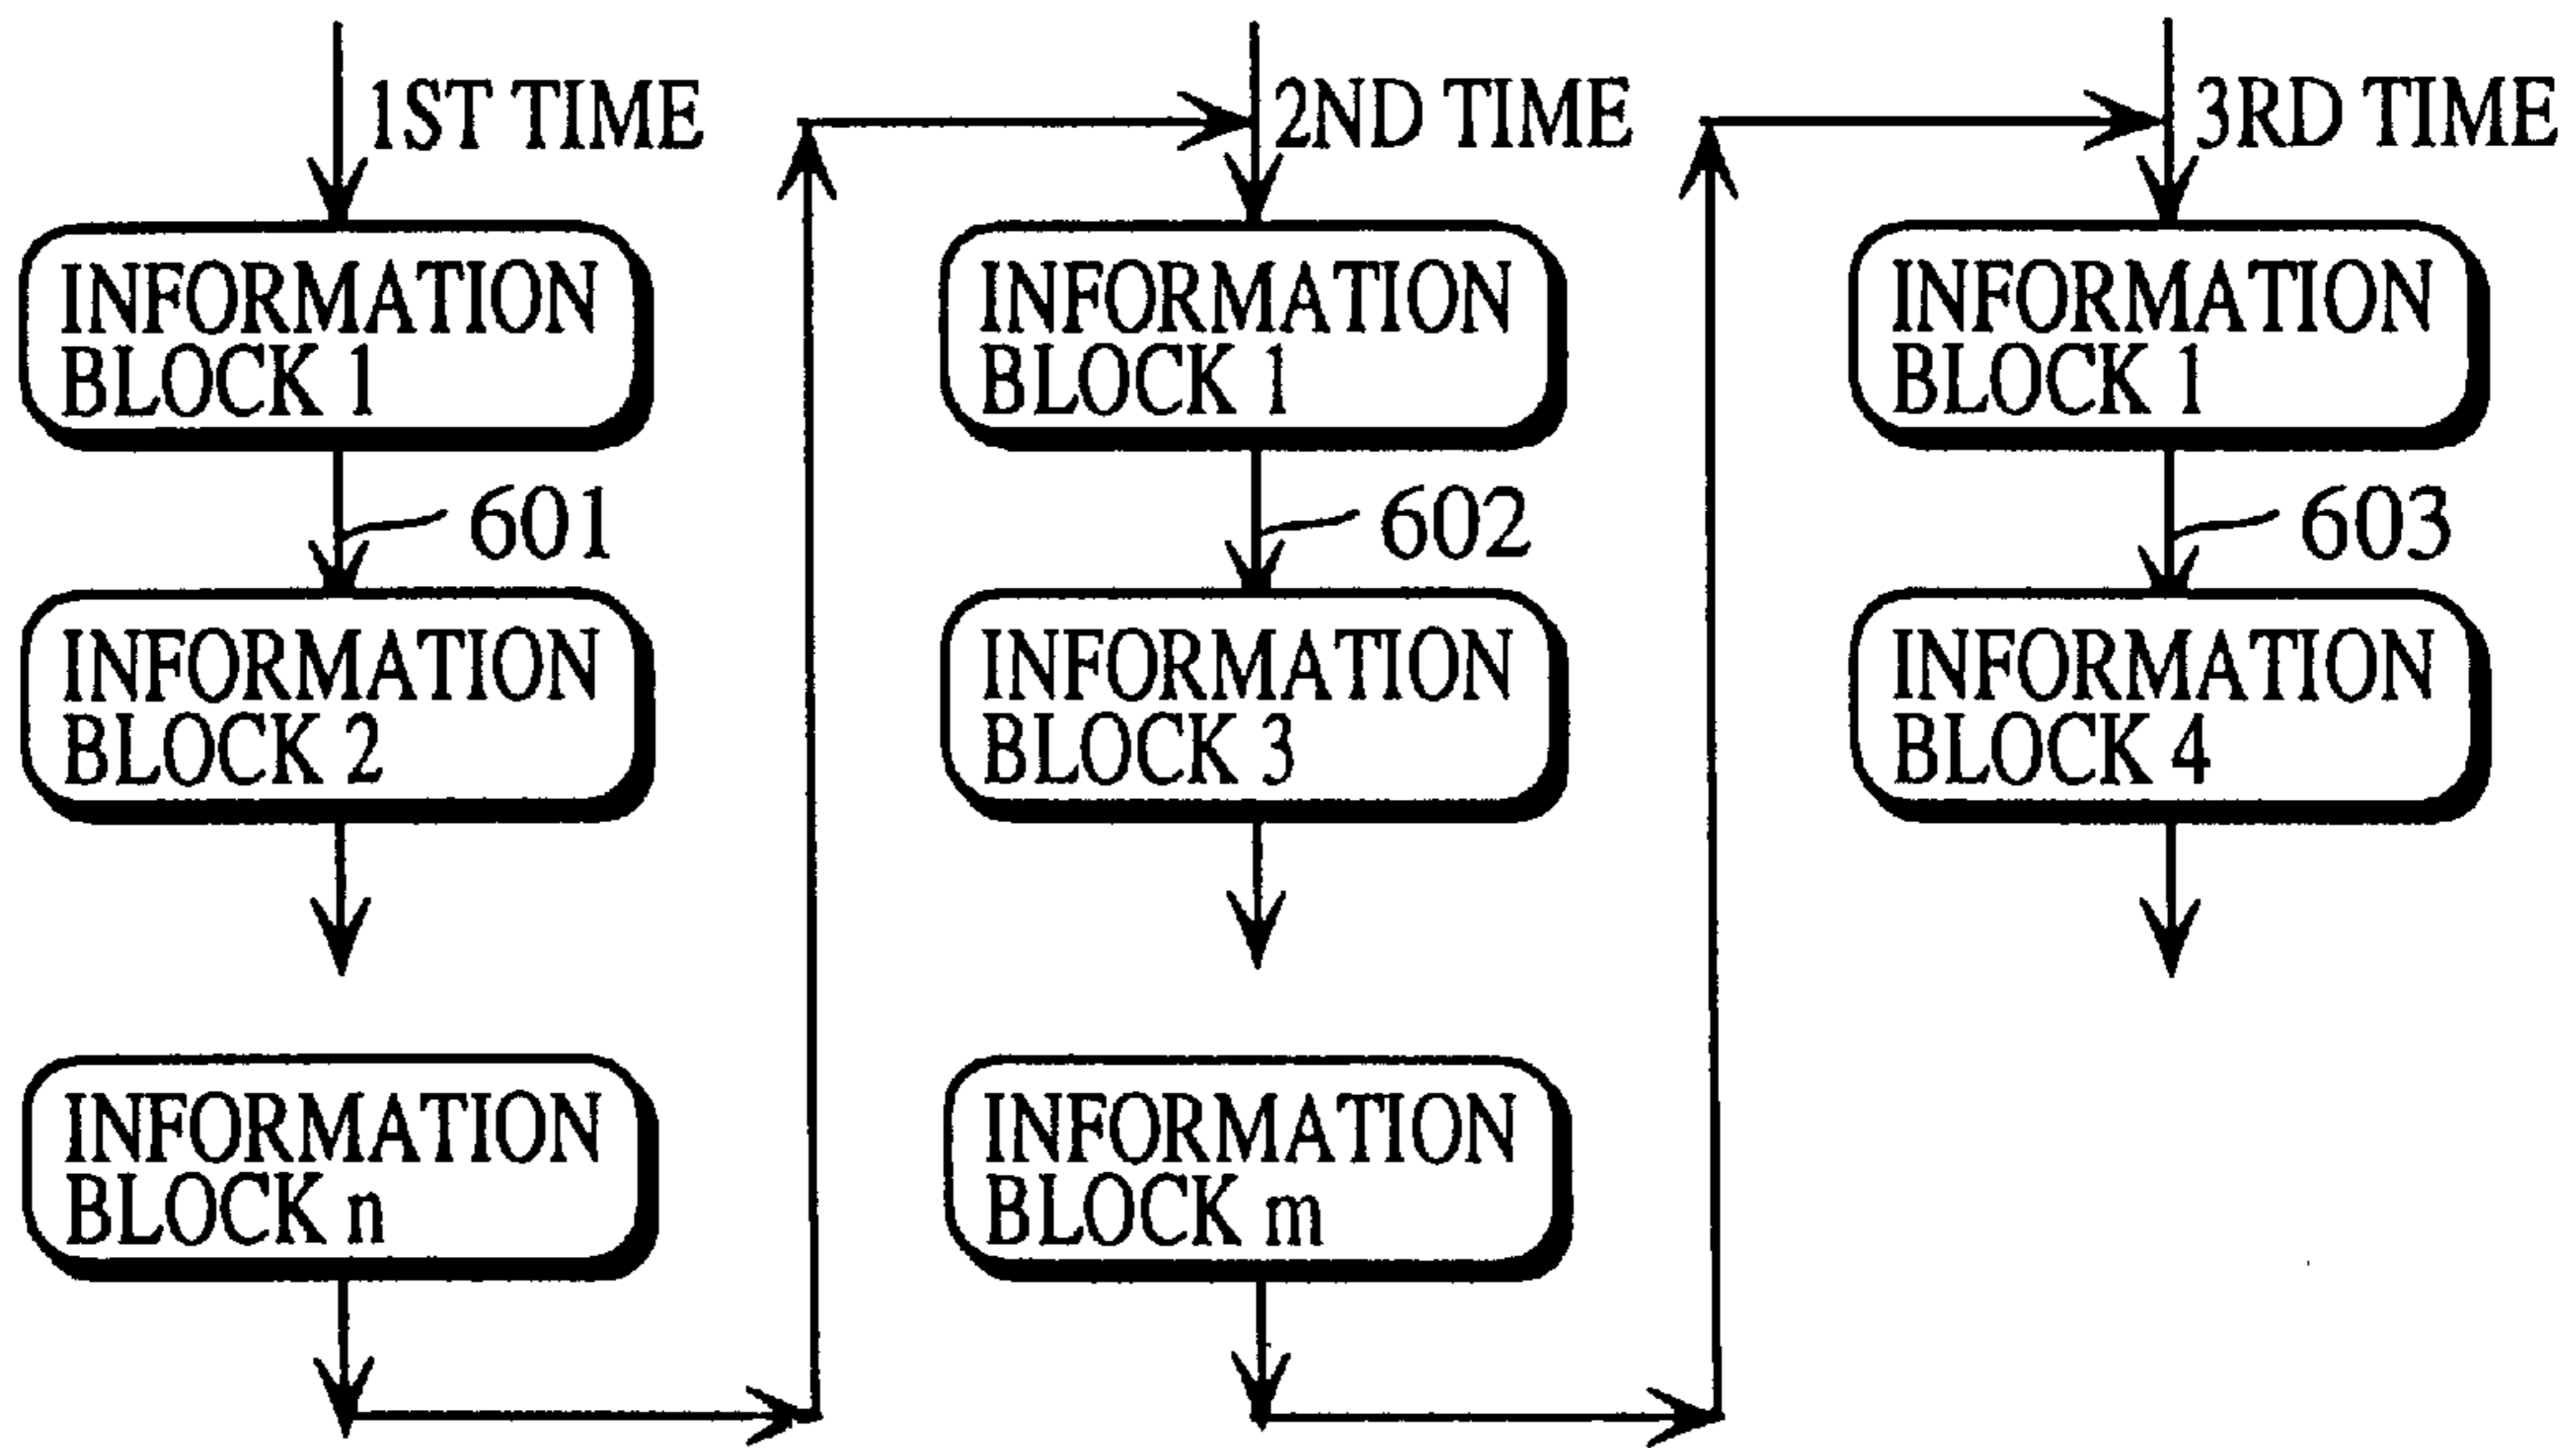 1ST TIME
INFORMATION
BLOCK 1
601
INFORMATION
BLOCK 2
INFORMATION
BLOCK n
2ND TIME
INFORMATION
BLOCK 1
602
INFORMATION
BLOCK 3
INFORMATION
BLOCK m
3RD TIME
INFORMATION
BLOCK 1
603
INFORMATION
BLOCK 4